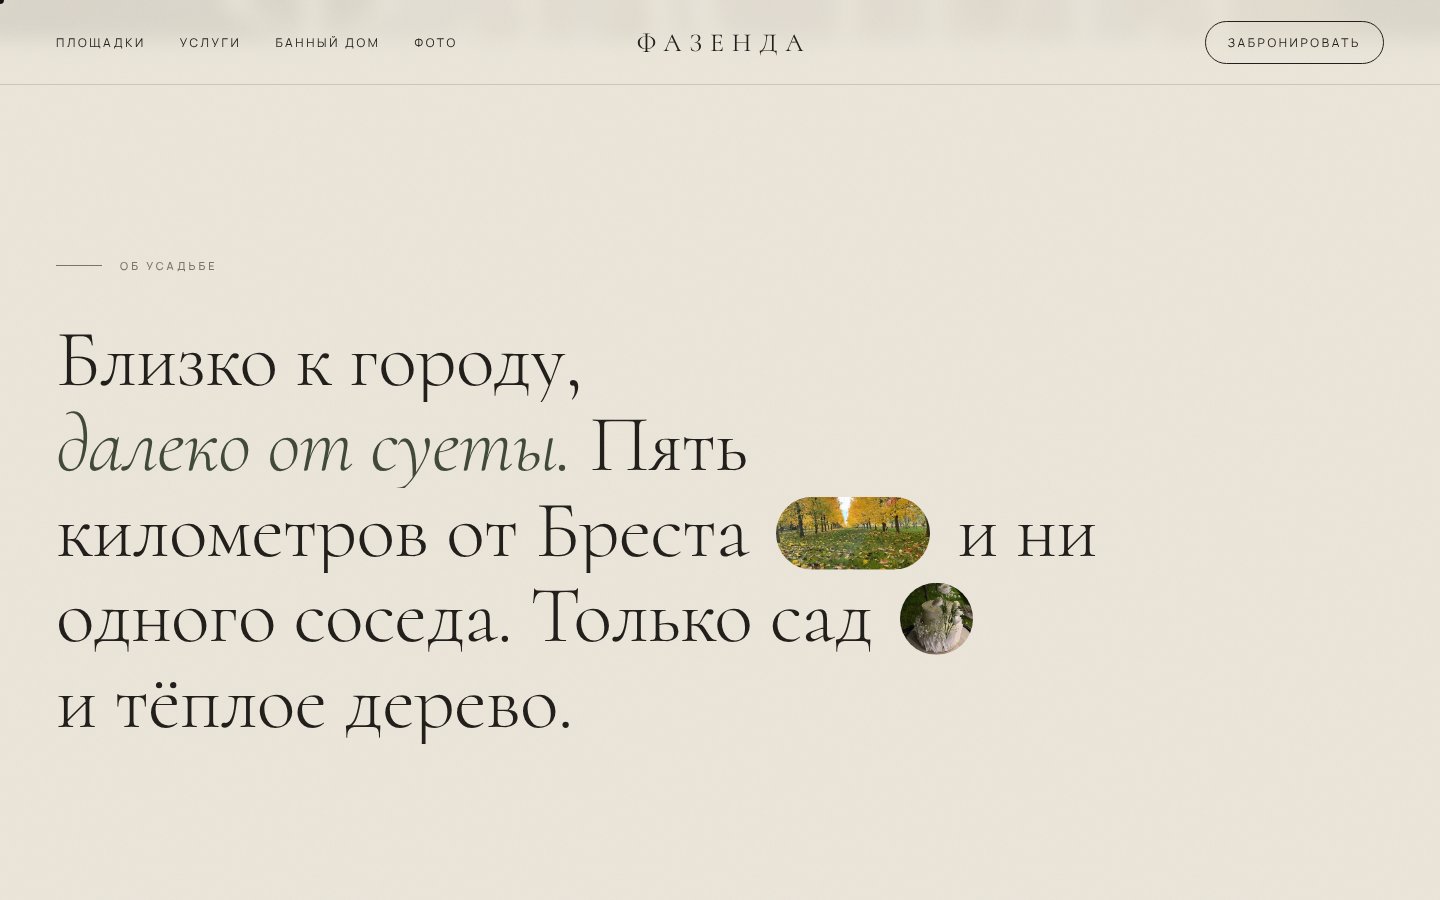 ПЛОЩАДКИ УСЛУГИ БАННЫЙ ДОМ ФОТО ФАЗЕНДА ЗАБРОНИРОВАТЬ
ОБ УСАДЬБЕ
Близко к городу,
далеко от суеты. Пять
километров от Бреста и ни
одного соседа. Только сад
и тёплое дерево.